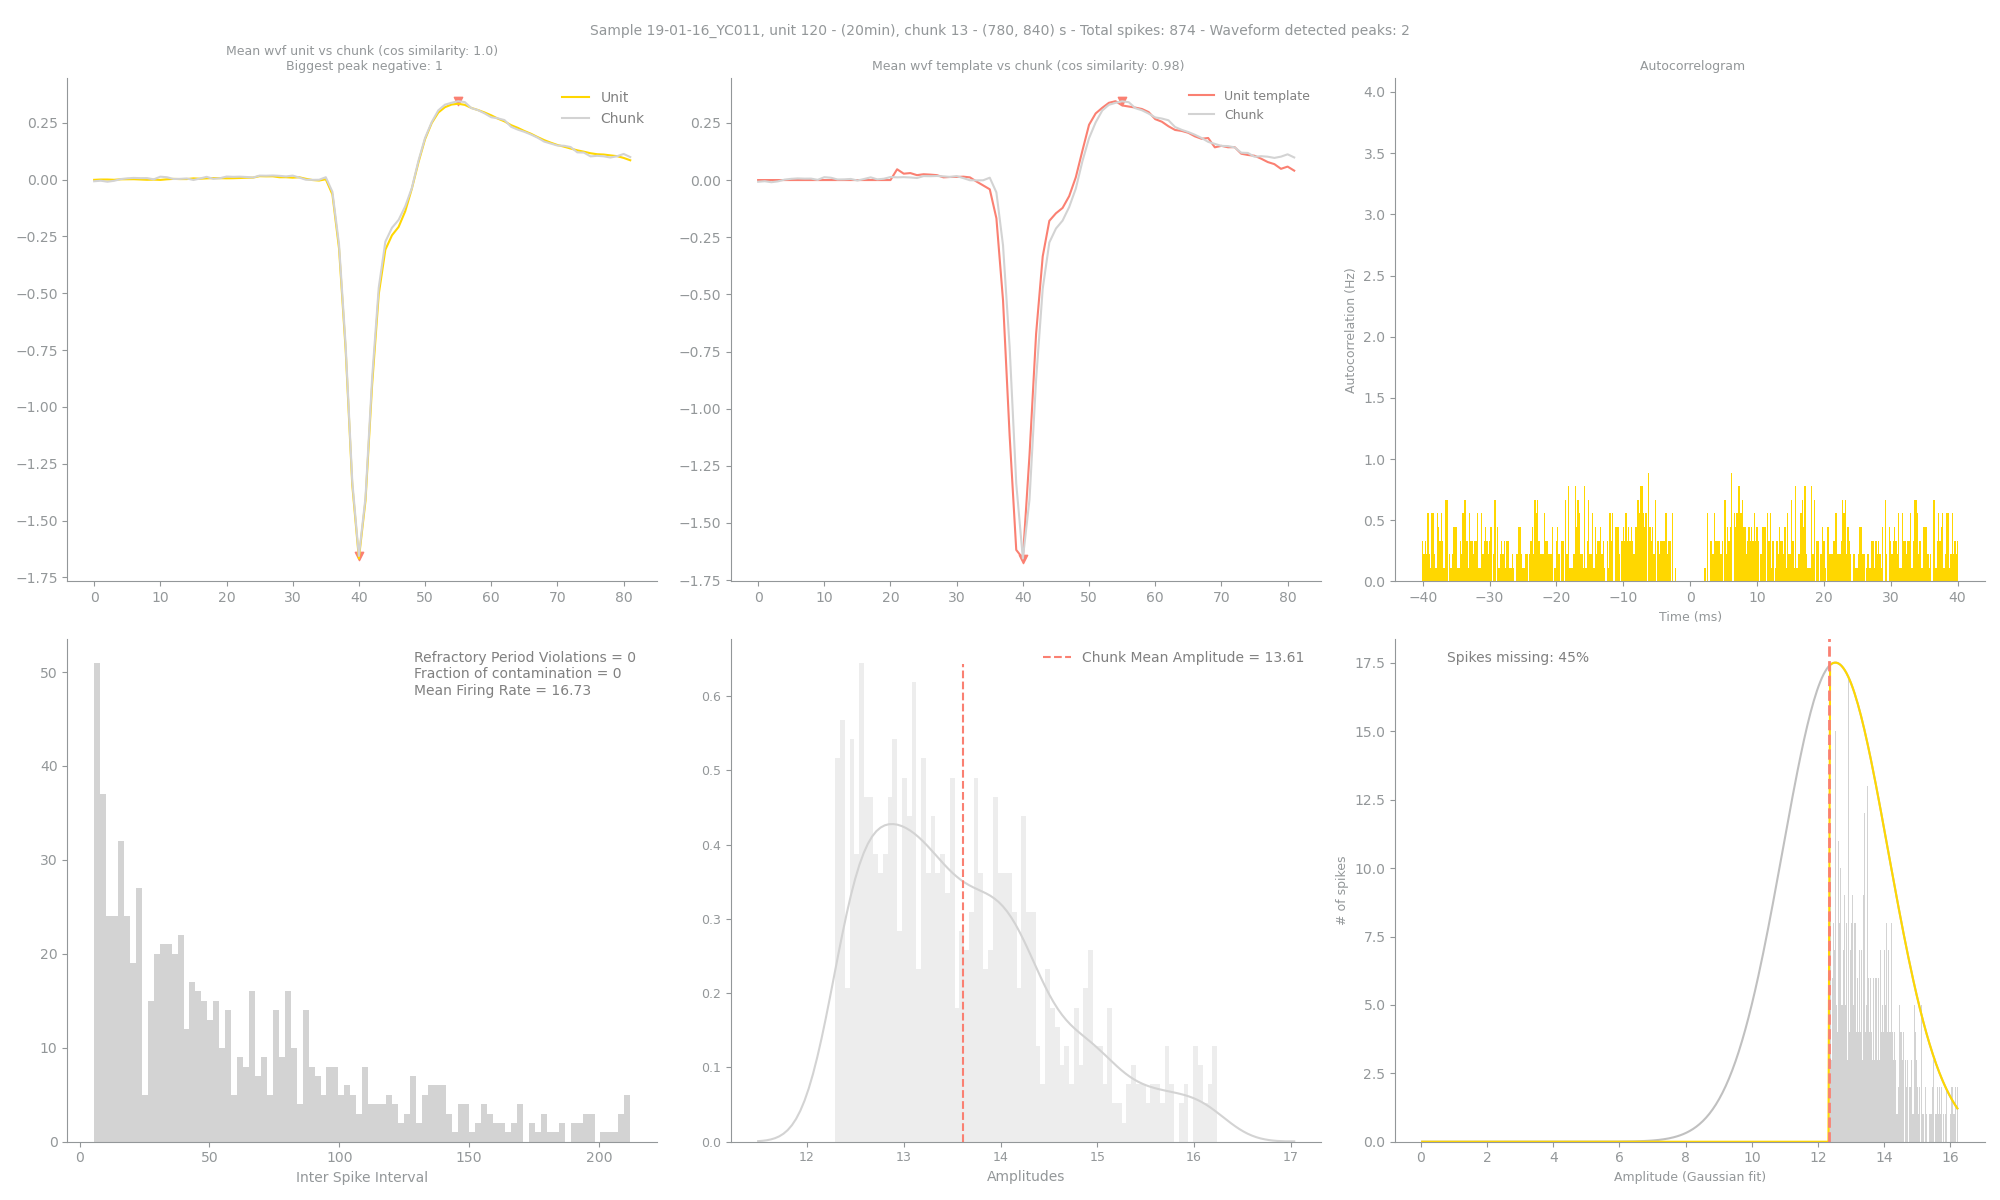 Sample 19-01-16_YC011, unit 120 - (20min), chunk 13 - (780, 840) s - Total spikes: 874 - Waveform detected peaks: 2
Mean wvf unit vs chunk (cos similarity: 1.0)
Biggest peak negative: 1
Unit
Chunk
0.25
0.00
−0.25
−0.50
−0.75
−1.00
−1.25
−1.50
−1.75
0 10 20 30 40 50 60 70 80
Mean wvf template vs chunk (cos similarity: 0.98)
Unit template
Chunk
0.25
0.00
−0.25
−0.50
−0.75
−1.00
−1.25
−1.50
−1.75
0 10 20 30 40 50 60 70 80
Autocorrelogram
Autocorrelation (Hz)
4.0
3.5
3.0
2.5
2.0
1.5
1.0
0.5
0.0
−40 −30 −20 −10 0 10 20 30 40
Time (ms)
Refractory Period Violations = 0
Fraction of contamination = 0
Mean Firing Rate = 16.73
50
40
30
20
10
0
0 50 100 150 200
Inter Spike Interval
Chunk Mean Amplitude = 13.61
0.6
0.5
0.4
0.3
0.2
0.1
0.0
12 13 14 15 16 17
Amplitudes
Spikes missing: 45%
# of spikes
17.5
15.0
12.5
10.0
7.5
5.0
2.5
0.0
0 2 4 6 8 10 12 14 16
Amplitude (Gaussian fit)